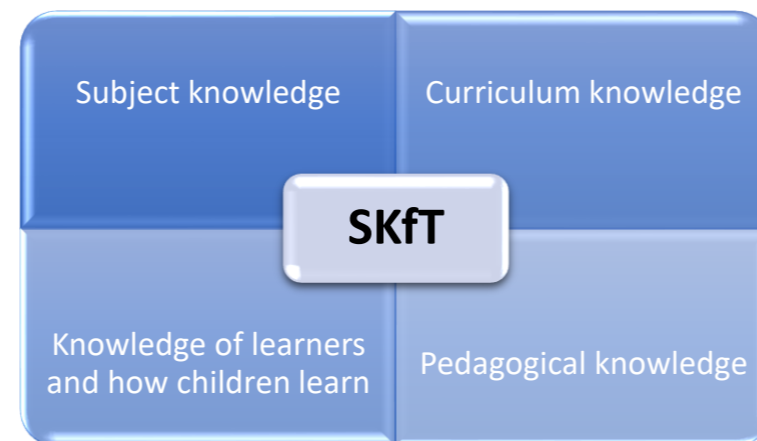 Subject knowledge
Curriculum knowledge
SKfT
Knowledge of learners
and how children learn
Pedagogical knowledge